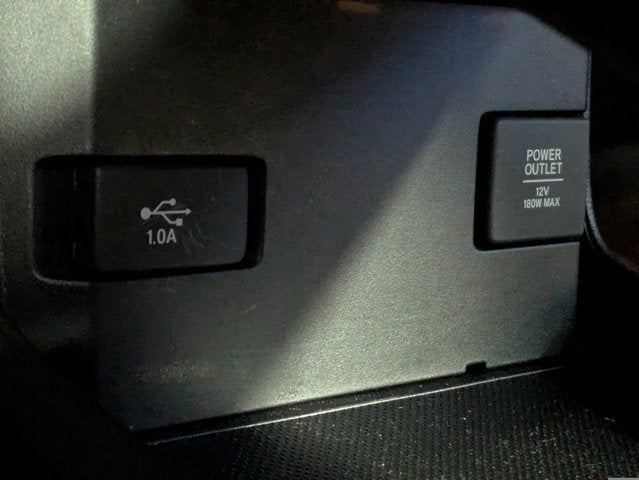 1.0A
POWER
OUTLET
12V
180W MAX